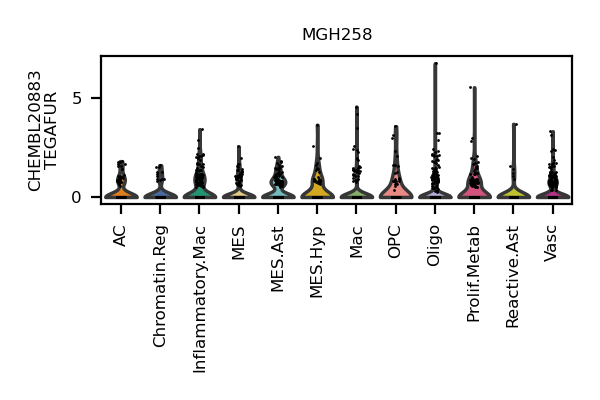 MGH258
CHEMBL20883
TEGAFUR
5
0
AC
Chromatin.Reg
Inflammatory.Mac
MES
MES.Ast
MES.Hyp
Mac
OPC
Oligo
Prolif.Metab
Reactive.Ast
Vasc